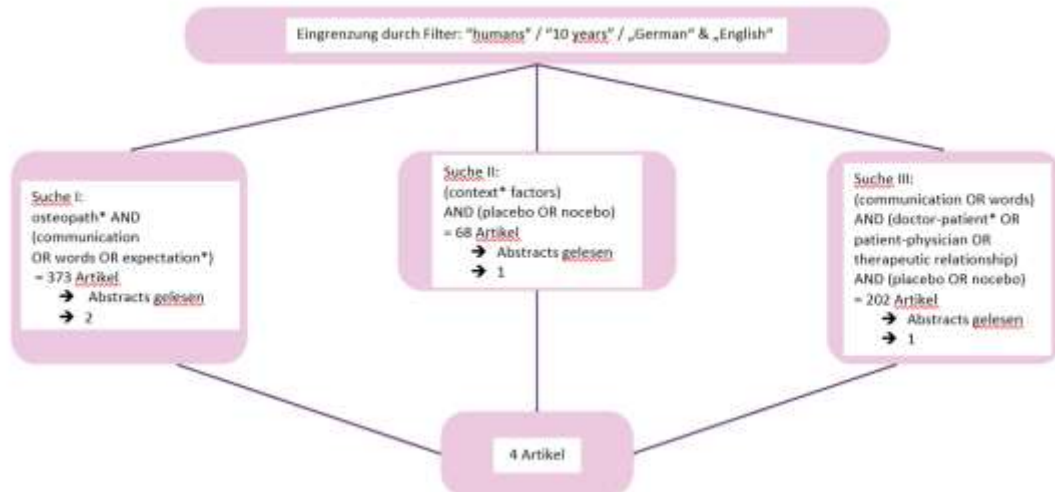 Eingrenzung durch Filter: "humans" / "10 years" / „German“ & „English“
Suche I:
osteopath* AND
(communication
OR words OR expectation*)
= 373 Artikel
➔ Abstracts gelesen
➔ 2
Suche II:
(context* factors)
AND (placebo OR nocebo)
= 68 Artikel
➔ Abstracts gelesen
➔ 1
Suche III:
(communication OR words)
AND (doctor-patient* OR
patient-physician OR
therapeutic relationship)
AND (placebo OR nocebo)
= 202 Artikel
➔ Abstracts gelesen
➔ 1
4 Artikel